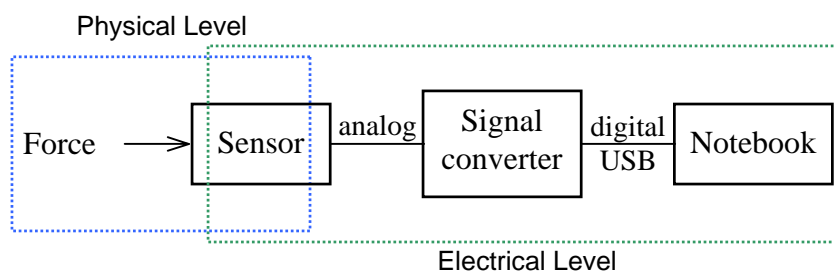 Physical Level
Force
Sensor
analog
Signal
converter
digital
USB
Notebook
Electrical Level